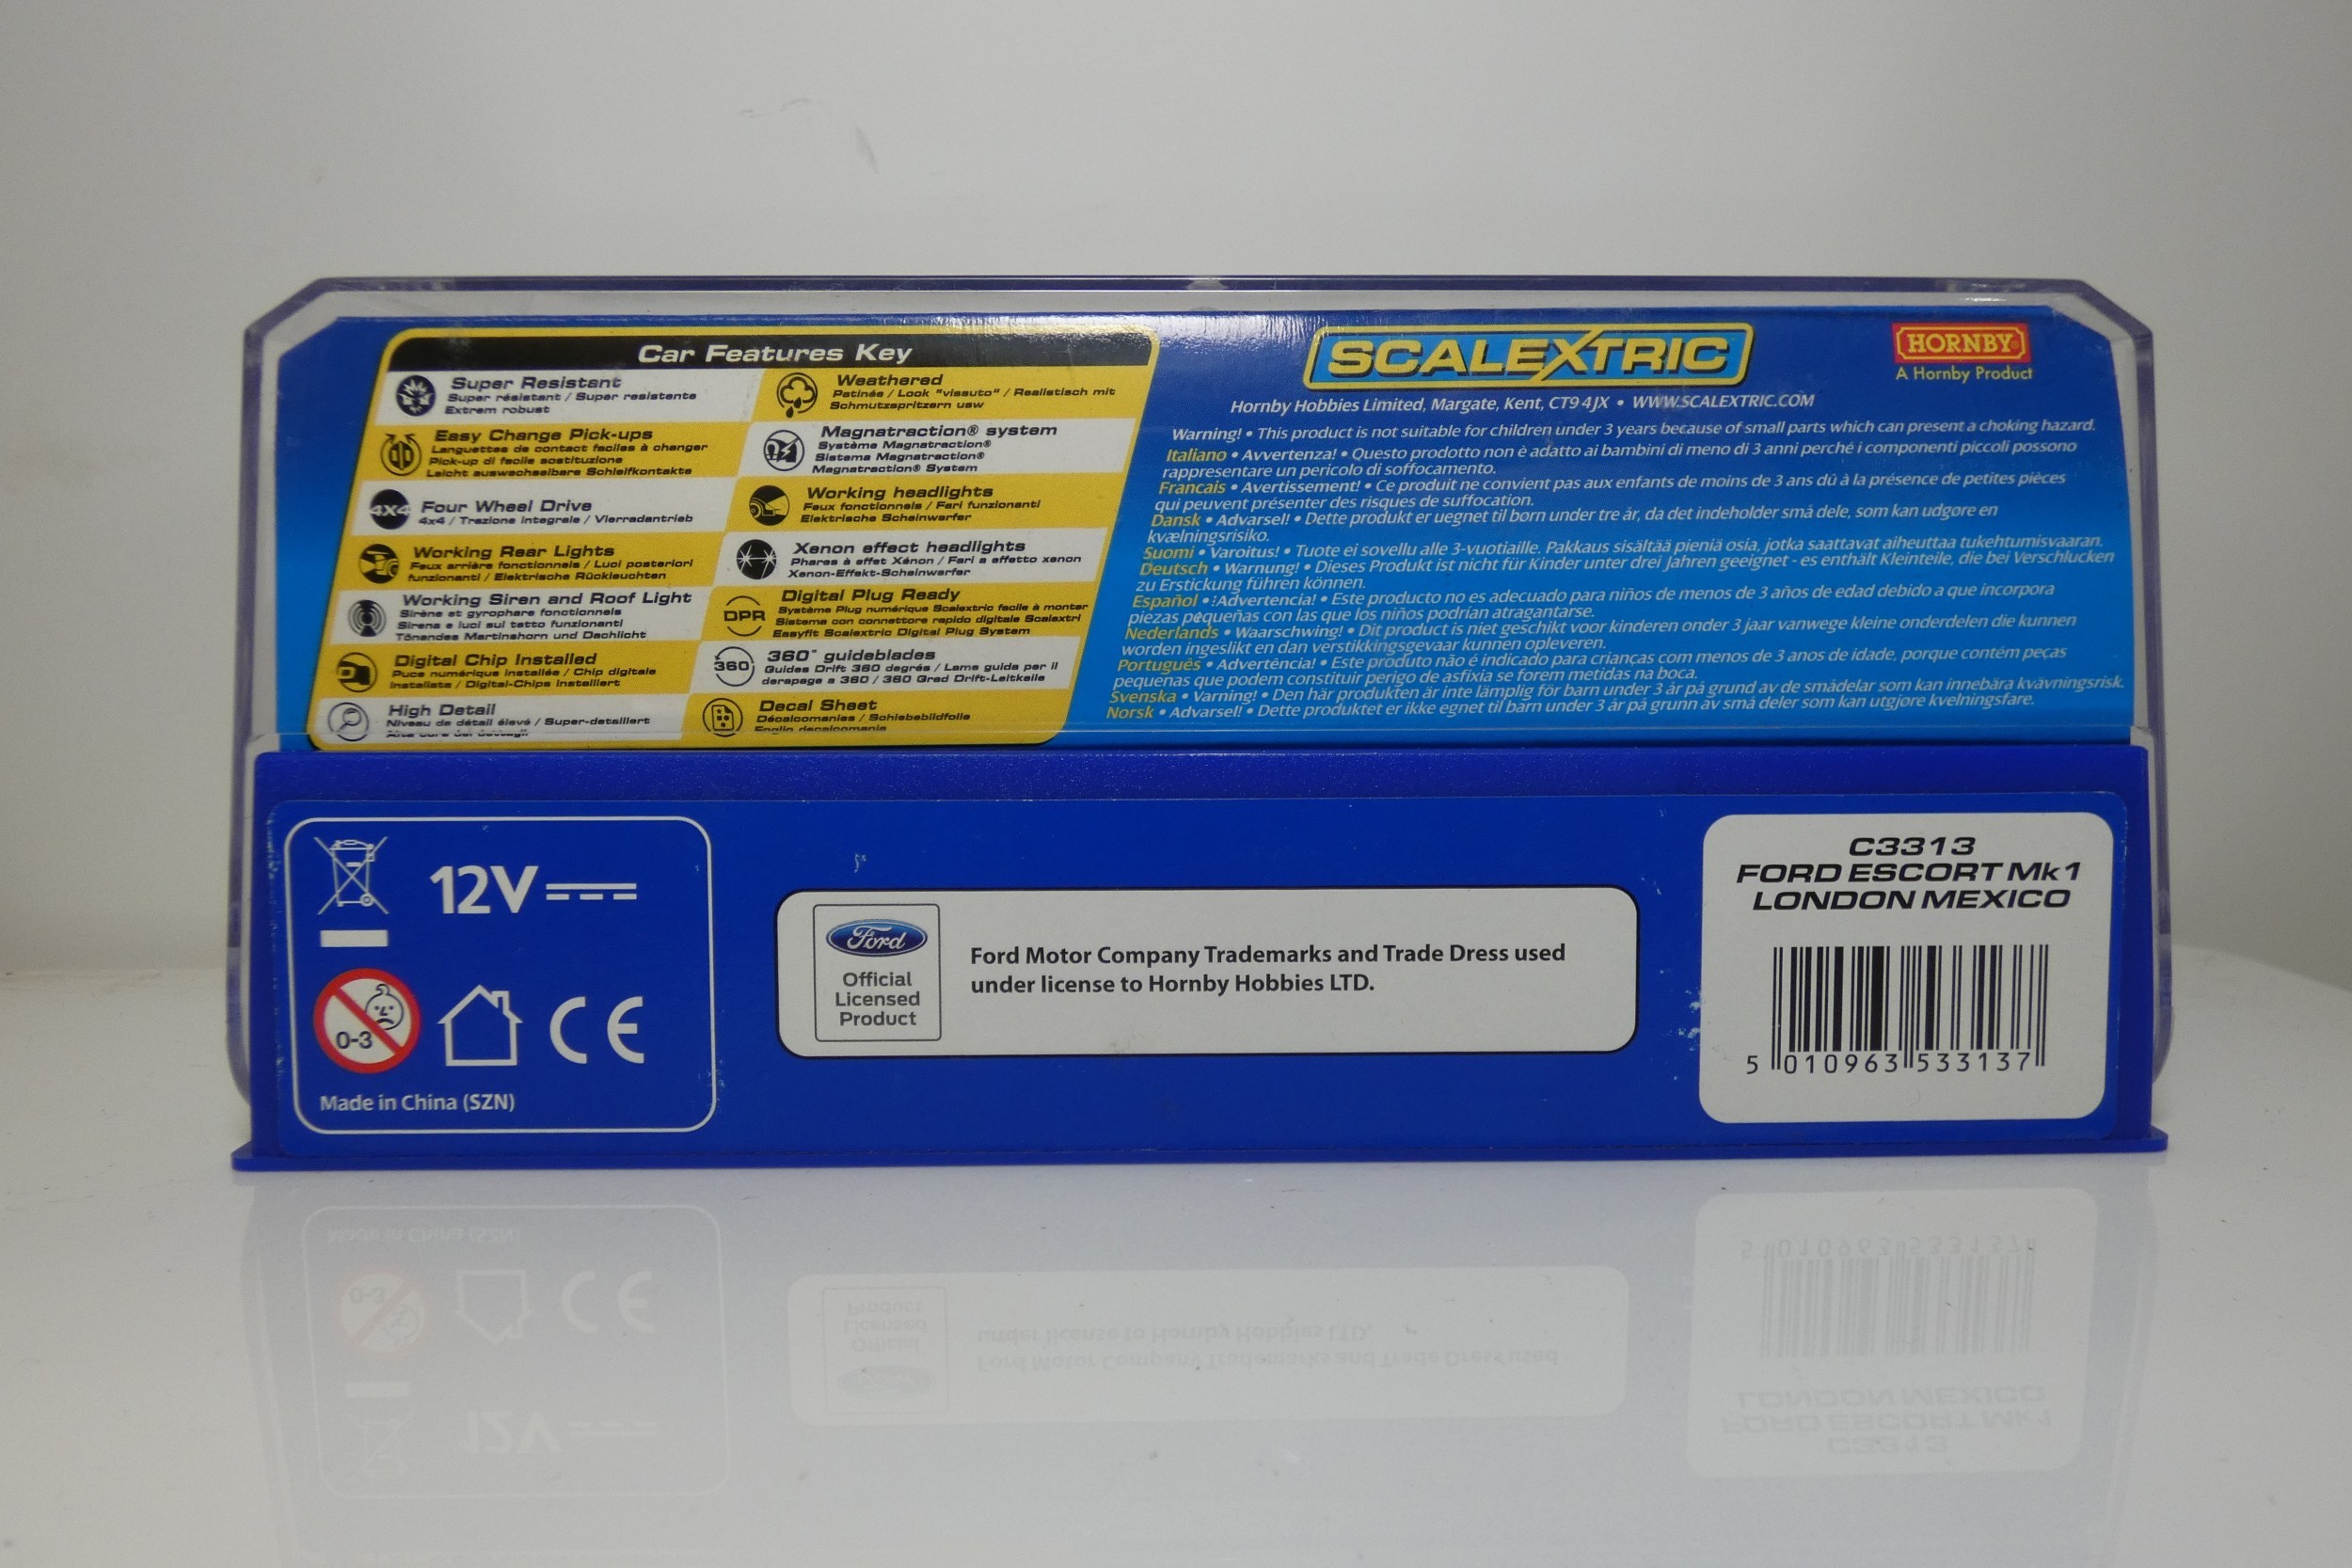 Car Features Key
Super Resistant
Super résistant / Super resistente
Extrem robust
Easy Change Pick-ups
Languettes de contact faciles à changer
Pick-up di facile sostituzione
Leicht auswechselbare Schleifkontakte
4X4
Four Wheel Drive
4x4 / Trazione integrale / Vierradantrieb
Working Rear Lights
Feux arrière fonctionnels / Luci posteriori
funzionanti / Elektrische Rückleuchten
Working Siren and Roof Light
Sirène et gyrophare fonctionnels
Sirena e luci sul tetto funzionanti
Tönendes Martinshorn und Dachlicht
Digital Chip Installed
Puce numérique installée / Chip digitale
installata / Digital-Chips Installiert
High Detail
Niveau de détail élevé / Super-detailliert
Weathered
Patinée / Look "vissuto" / Realistisch mit
Schmutzspritzern usw
Magnatraction® system
Système Magnatraction®
Sistema Magnatraction®
Magnatraction® System
Working headlights
Feux fonctionnels / Fari funzionanti
Elektrische Scheinwerfer
Xenon effect headlights
Phares à effet Xénon / Fari a effetto xenon
Xenon-Effekt-Scheinwerfer
DPR
Digital Plug Ready
Système Plug numérique Scalextric facile à monter
Sistema con connettore rapido digitale Scalextri
Easyfit Scalextric Digital Plug System
360
360° guideblades
Guides Drift 360 degrés / Lame guida per il
derapage a 360 / 360 Grad Drift-Leitkeile
Decal Sheet
Décalcomanies / Schiebebildfolie
Foglio decalcomanie
SCALEXTRIC
HORNBY®
A Hornby Product
Hornby Hobbies Limited, Margate, Kent, CT9 4JX • WWW.SCALEXTRIC.COM
Warning! • This product is not suitable for children under 3 years because of small parts which can present a choking hazard.
Italiano • Avvertenza! • Questo prodotto non è adatto ai bambini di meno di 3 anni perché i componenti piccoli possono
rappresentare un pericolo di soffocamento.
Francais • Avertissement! • Ce produit ne convient pas aux enfants de moins de 3 ans dû à la présence de petites pièces
qui peuvent présenter des risques de suffocation.
Dansk • Advarsel! • Dette produkt er uegnet til børn under tre år, da det indeholder små dele, som kan udgøre en
kvælningsrisiko.
Suomi • Varoitus! • Tuote ei sovellu alle 3-vuotiaille. Pakkaus sisältää pieniä osia, jotka saattavat aiheuttaa tukehtumisvaaran.
Deutsch • Warnung! • Dieses Produkt ist nicht für Kinder unter drei Jahren geeignet - es enthält Kleinteile, die bei Verschlucken
zu Erstickung führen können.
Español • ¡Advertencia! • Este producto no es adecuado para niños de menos de 3 años de edad debido a que incorpora
piezas pequeñas con las que los niños podrían atragantarse.
Nederlands • Waarschwing! • Dit product is niet geschikt voor kinderen onder 3 jaar vanwege kleine onderdelen die kunnen
worden ingeslikt en dan verstikkingsgevaar kunnen opleveren.
Português • Advertência! • Este produto não é indicado para crianças com menos de 3 anos de idade, porque contém peças
pequenas que podem constituir perigo de asfixia se forem metidas na boca.
Svenska • Varning! • Den här produkten är inte lämplig för barn under 3 år på grund av de smådelar som kan innebära kvävningsrisk.
Norsk • Advarsel! • Dette produktet er ikke egnet til barn under 3 år på grunn av små deler som kan utgjøre kvelningsfare.
12V
0-3
CE
Made in China (SZN)
Ford
Official
Licensed
Product
Ford Motor Company Trademarks and Trade Dress used
under license to Hornby Hobbies LTD.
C3313
FORD ESCORT Mk1
LONDON MEXICO
5 010963 533137